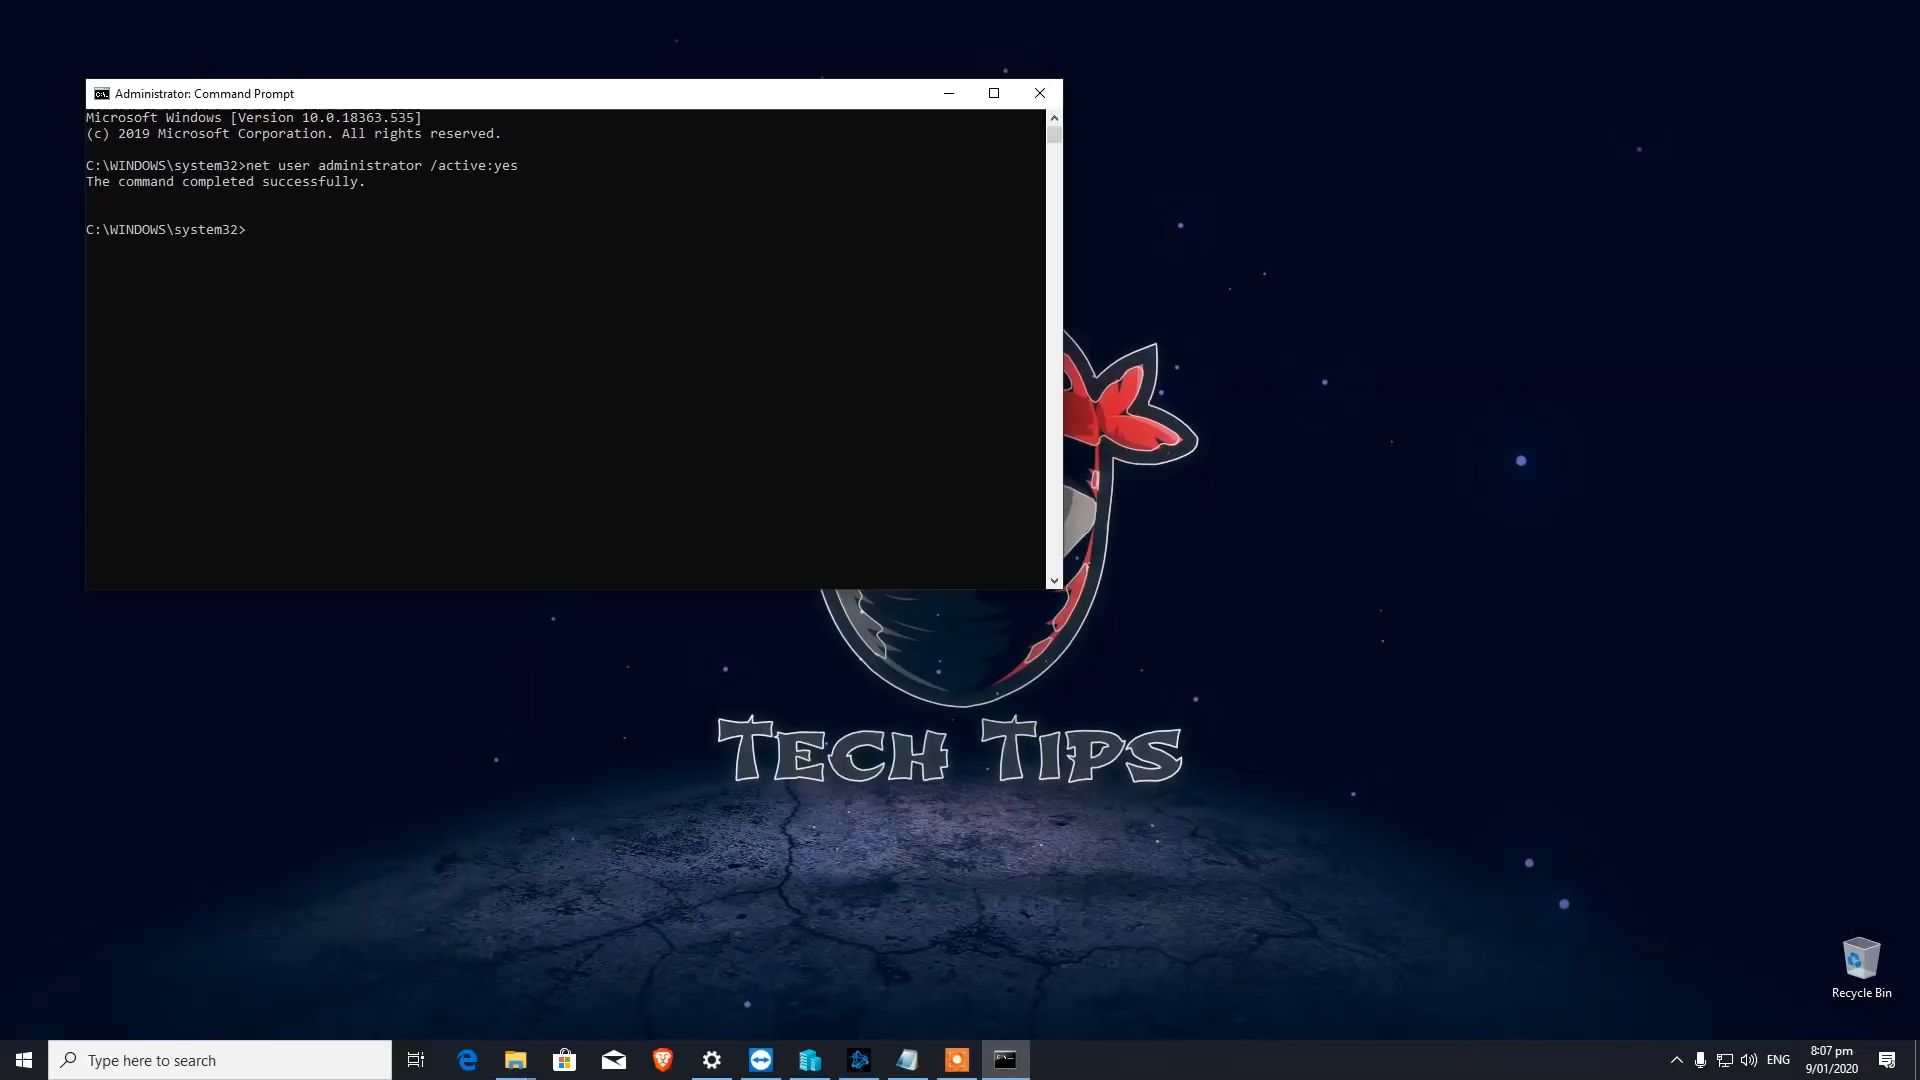 Administrator: Command Prompt
Microsoft Windows [Version 10.0.18363.535]
(c) 2019 Microsoft Corporation. All rights reserved.
C:\WINDOWS\system32>net user administrator /active:yes
The command completed successfully.
C:\WINDOWS\system32>
TECH TIPS
Recycle Bin
Type here to search
ENG
8:07 pm
9/01/2020